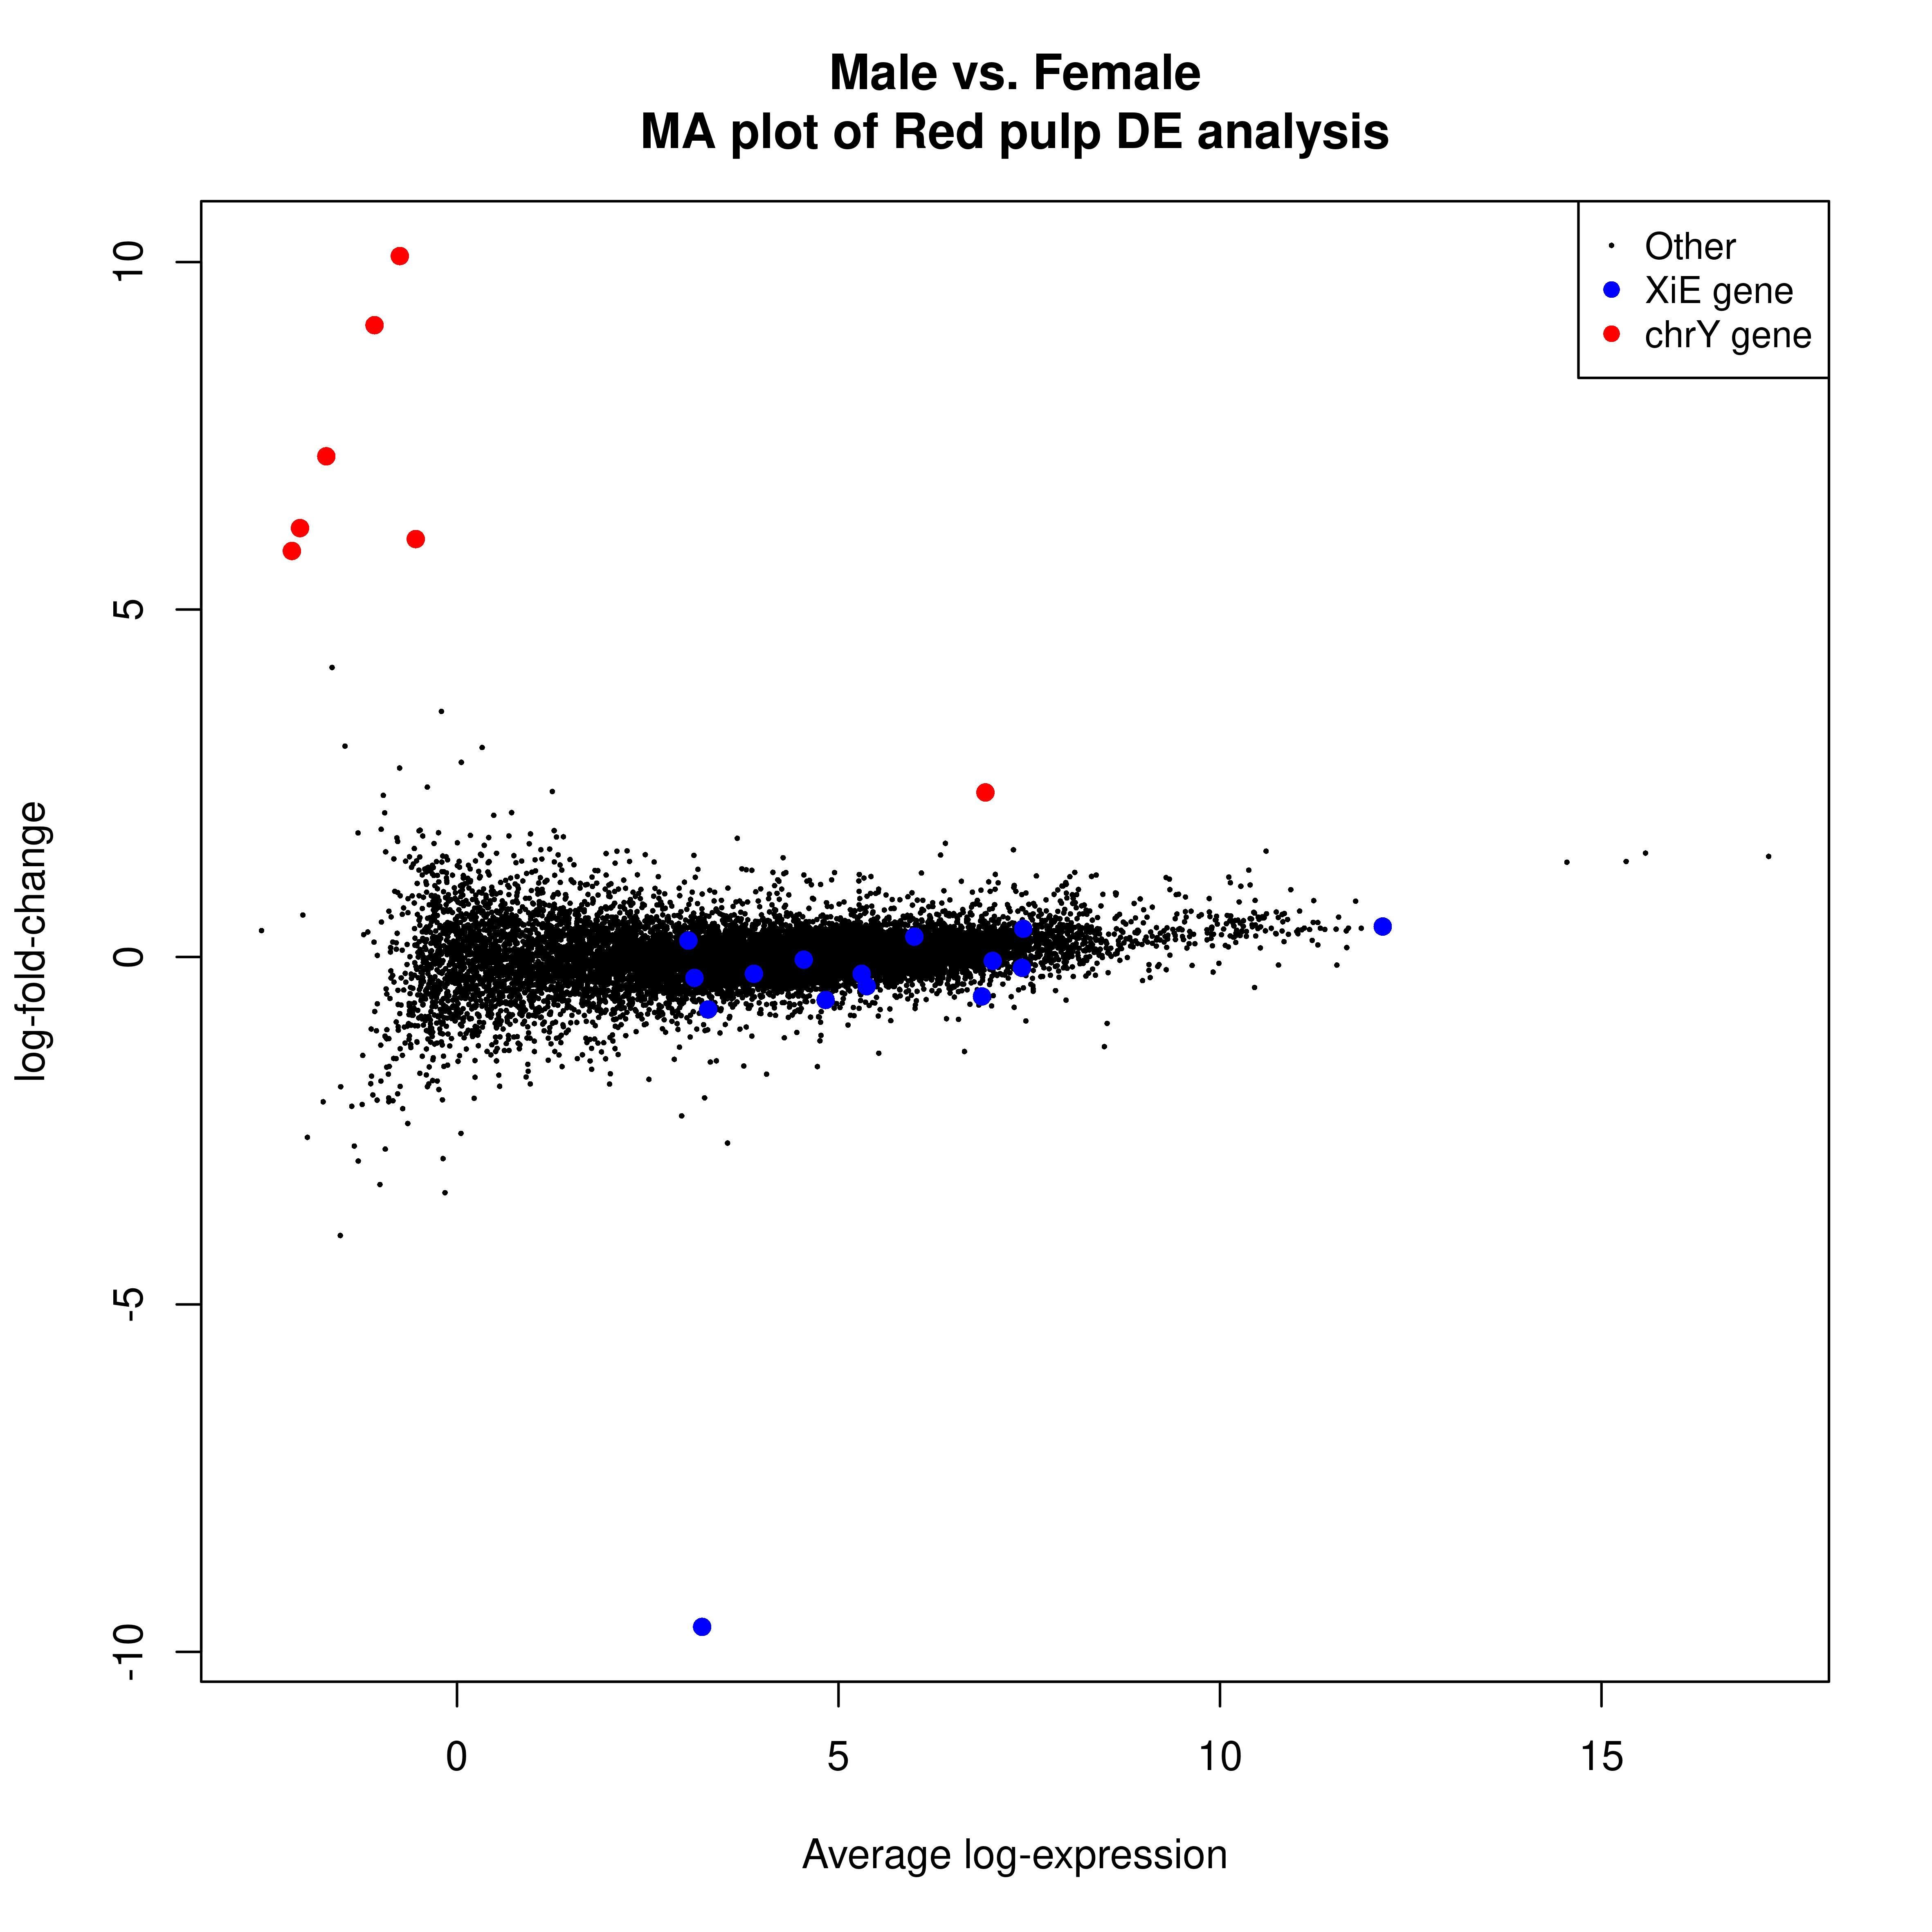 Male vs. Female
MA plot of Red pulp DE analysis
Other
XiE gene
chrY gene
log-fold-change
10
5
0
-5
-10
0
5
10
15
Average log-expression